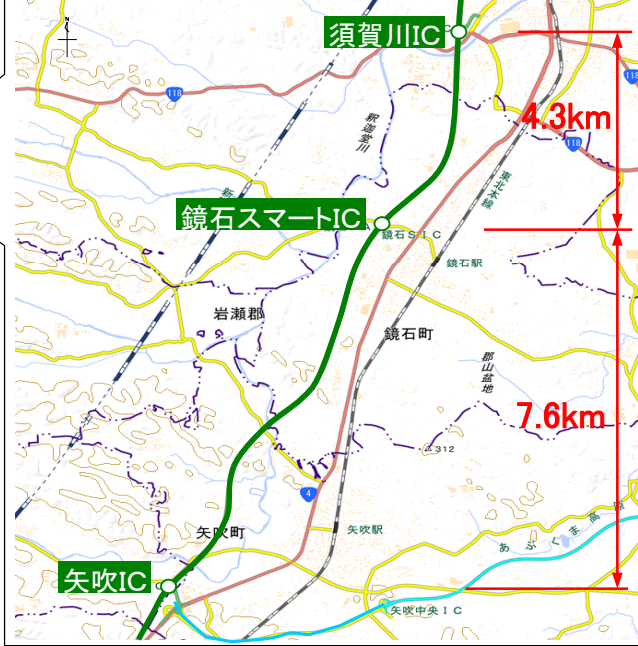 N
須賀川IC
118
118
118
4.3km
釈迦堂川
東北本線
新
鏡石スマートIC
鏡石ＳＩＣ
鏡石駅
岩瀬郡
鏡石町
郡山盆地
7.6km
312
4
矢吹町
矢吹駅
あぶくま高原
矢吹IC
矢吹中央ＩＣ